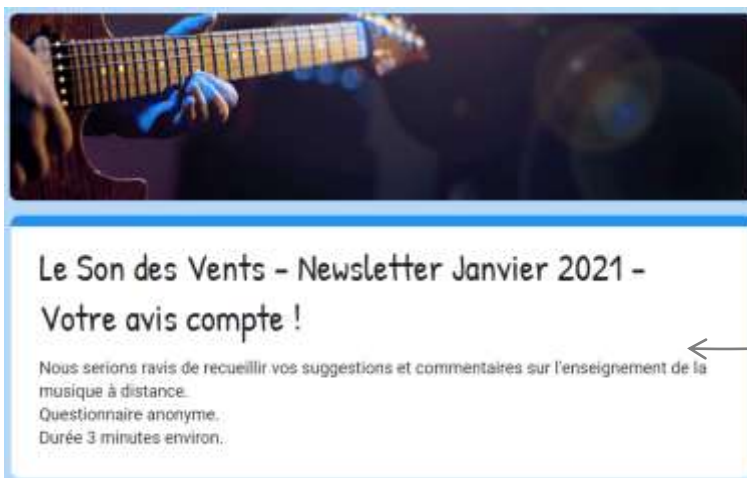 Le Son des Vents - Newsletter Janvier 2021 -
Votre avis compte !
Nous serions ravis de recueillir vos suggestions et commentaires sur l'enseignement de la
musique à distance.
Questionnaire anonyme.
Durée 3 minutes environ.